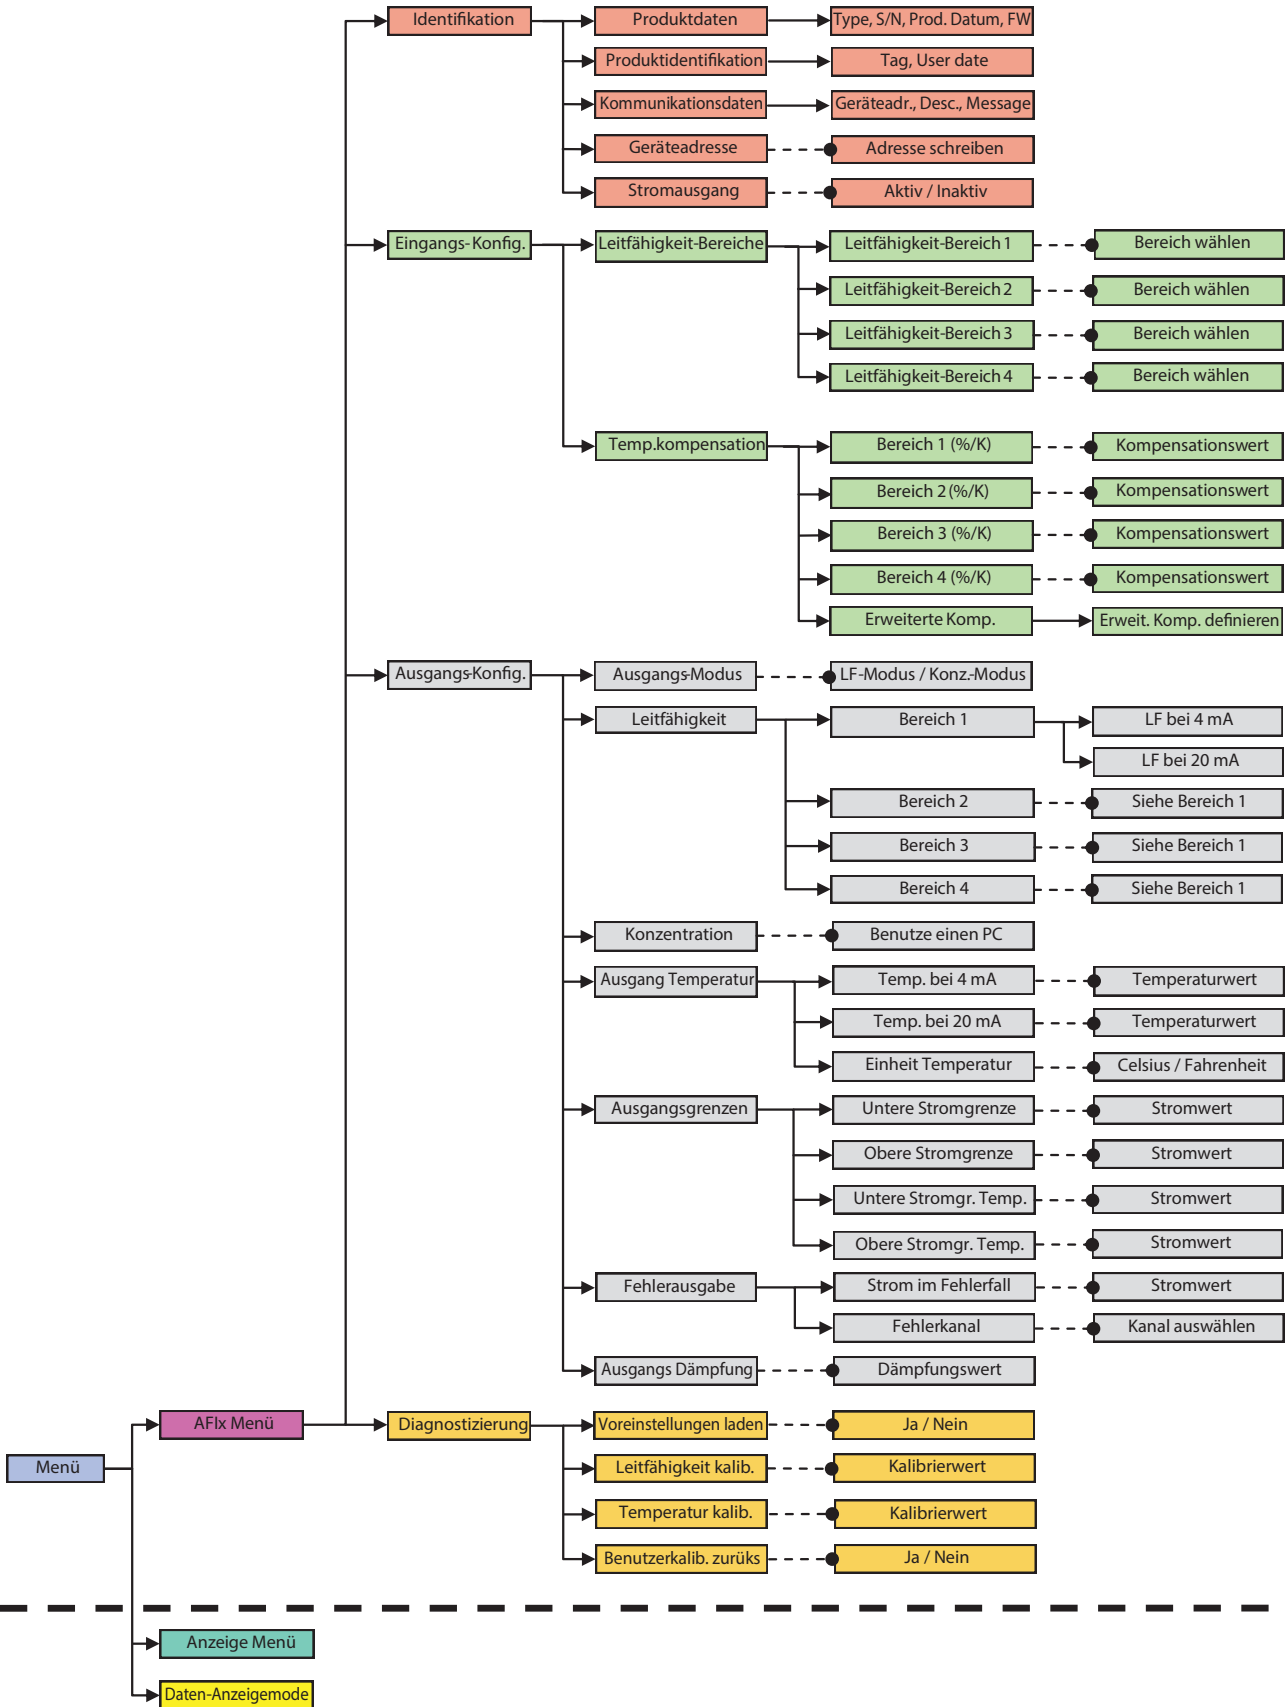 Identifikation
Produktdaten
Type, S/N, Prod. Datum, FW
Produktidentifikation
Tag, User date
Kommunikationsdaten
Geräteadr., Desc., Message
Geräteadresse
Adresse schreiben
Stromausgang
Aktiv / Inaktiv
Eingangs-Konfig.
Leitfähigkeit-Bereiche
Leitfähigkeit-Bereich 1
Bereich wählen
Leitfähigkeit-Bereich 2
Bereich wählen
Leitfähigkeit-Bereich 3
Bereich wählen
Leitfähigkeit-Bereich 4
Bereich wählen
Temp.kompensation
Bereich 1 (%/K)
Kompensationswert
Bereich 2 (%/K)
Kompensationswert
Bereich 3 (%/K)
Kompensationswert
Bereich 4 (%/K)
Kompensationswert
Erweiterte Komp.
Erweit. Komp. definieren
Ausgangs-Konfig.
Ausgangs-Modus
LF-Modus / Konz.-Modus
Leitfähigkeit
Bereich 1
LF bei 4 mA
LF bei 20 mA
Bereich 2
Siehe Bereich 1
Bereich 3
Siehe Bereich 1
Bereich 4
Siehe Bereich 1
Konzentration
Benutze einen PC
Ausgang Temperatur
Temp. bei 4 mA
Temperaturwert
Temp. bei 20 mA
Temperaturwert
Einheit Temperatur
Celsius / Fahrenheit
Ausgangsgrenzen
Untere Stromgrenze
Stromwert
Obere Stromgrenze
Stromwert
Untere Stromgr. Temp.
Stromwert
Obere Stromgr. Temp.
Stromwert
Fehlerausgabe
Strom im Fehlerfall
Stromwert
Fehlerkanal
Kanal auswählen
Ausgangs Dämpfung
Dämpfungswert
AFIx Menü
Diagnostizierung
Voreinstellungen laden
Ja / Nein
Menü
Leitfähigkeit kalib.
Kalibrierwert
Temperatur kalib.
Kalibrierwert
Benutzerkalib. zurüks
Ja / Nein
Anzeige Menü
Daten-Anzeigemode